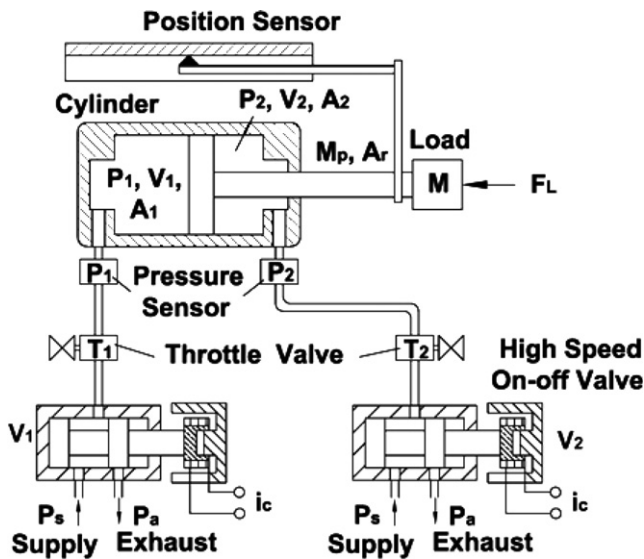 Position Sensor
Cylinder
P2, V2, A2
Mp, Ar
Load
P1, V1,
A1
M
FL
P1
Pressure
Sensor
P2
T1
Throttle Valve
T2
High Speed
On-off Valve
V1
V2
ic
ic
Ps
Pa
Ps
Pa
Supply
Exhaust
Supply
Exhaust